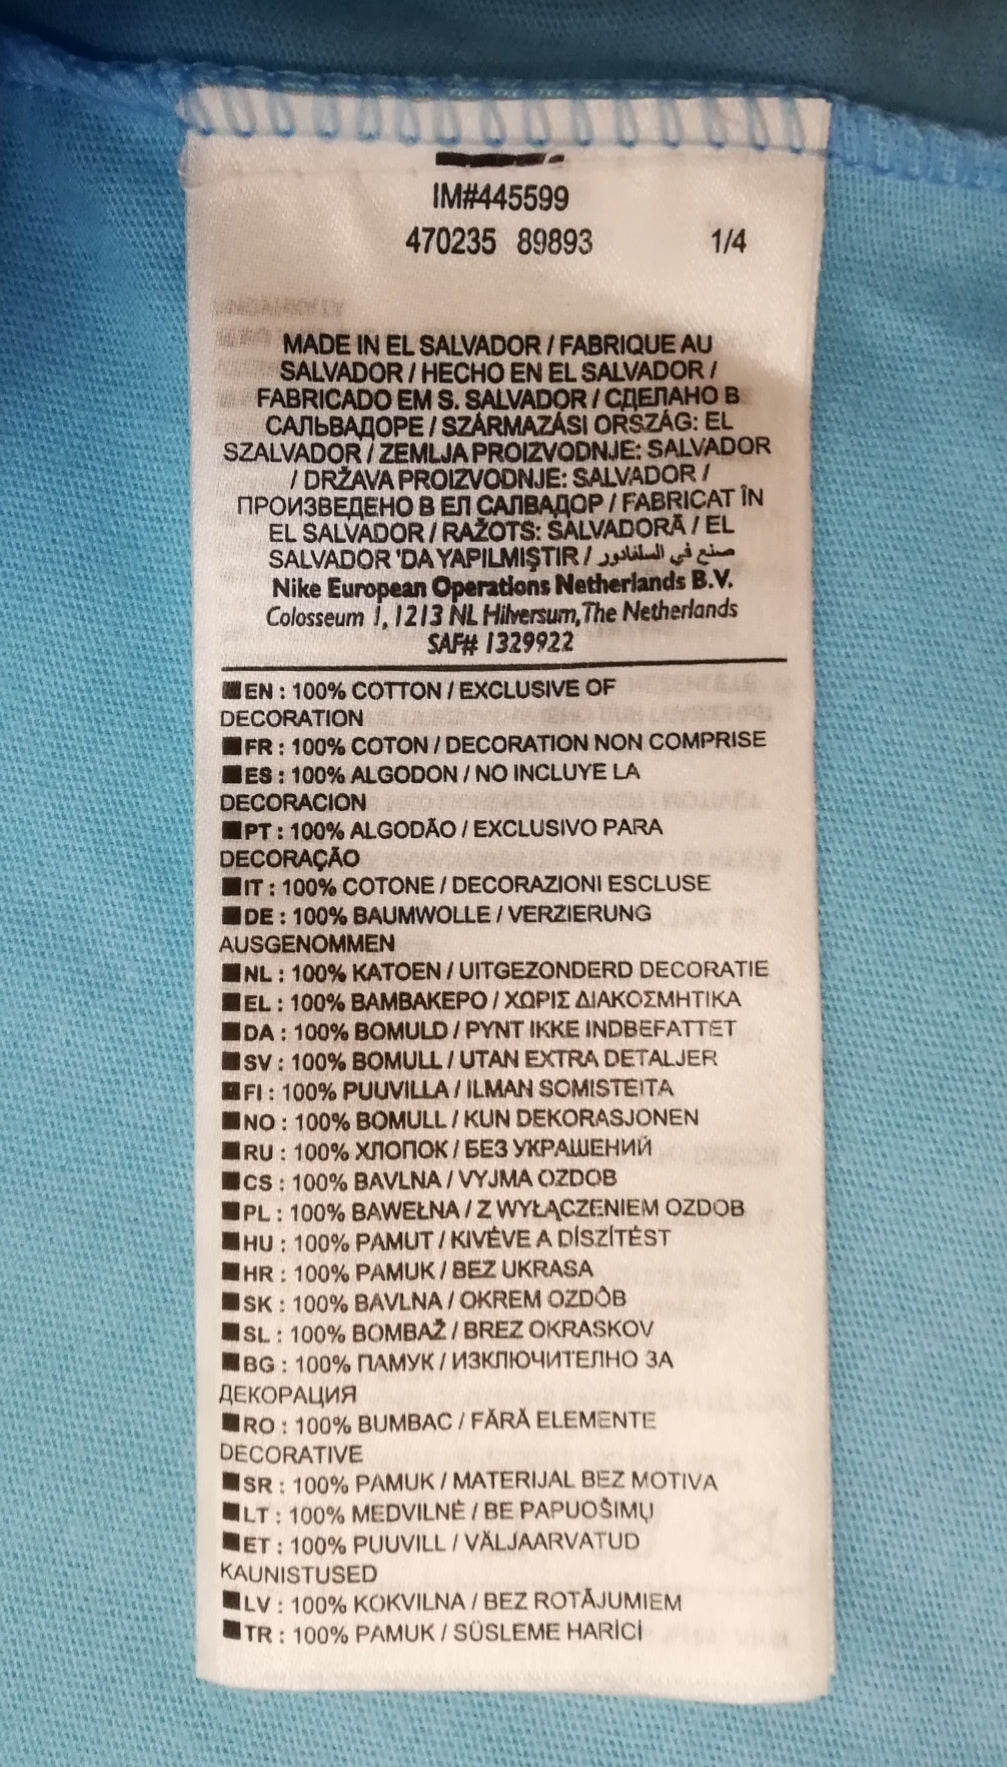 IM#445599
470235 89893 1/4
MADE IN EL SALVADOR / FABRIQUE AU
SALVADOR / HECHO EN EL SALVADOR /
FABRICADO EM S. SALVADOR / СДЕЛАНО В
САЛЬВАДОРЕ / SZÁRMAZÁSI ORSZÁG: EL
SZALVADOR / ZEMLJA PROIZVODNJE: SALVADOR
/ DRŽAVA PROIZVODNJE: SALVADOR /
ПРОИЗВЕДЕНО В ЕЛ САЛВАДОР / FABRICAT ÎN
EL SALVADOR / RAŽOTS: SALVADORĀ / EL
SALVADOR 'DA YAPILMIŞTIR / صنع في السلفادور
Nike European Operations Netherlands B.V.
Colosseum 1, 1213 NL Hilversum, The Netherlands
SAF# 1329922
■EN : 100% COTTON / EXCLUSIVE OF
DECORATION
■FR : 100% COTON / DECORATION NON COMPRISE
■ES : 100% ALGODON / NO INCLUYE LA
DECORACION
■PT : 100% ALGODÃO / EXCLUSIVO PARA
DECORAÇÃO
■IT : 100% COTONE / DECORAZIONI ESCLUSE
■DE : 100% BAUMWOLLE / VERZIERUNG
AUSGENOMMEN
■NL : 100% KATOEN / UITGEZONDERD DECORATIE
■EL : 100% ΒΑΜΒΑΚΕΡΟ / ΧΩΡΙΣ ΔΙΑΚΟΣΜΗΤΙΚΑ
■DA : 100% BOMULD / PYNT IKKE INDBEFATTET
■SV : 100% BOMULL / UTAN EXTRA DETALJER
■FI : 100% PUUVILLA / ILMAN SOMISTEITA
■NO : 100% BOMULL / KUN DEKORASJONEN
■RU : 100% ХЛОПОК / БЕЗ УКРАШЕНИЙ
■CS : 100% BAVLNA / VYJMA OZDOB
■PL : 100% BAWEŁNA / Z WYŁĄCZENIEM OZDOB
■HU : 100% PAMUT / KIVÉVE A DÍSZÍTÉST
■HR : 100% PAMUK / BEZ UKRASA
■SK : 100% BAVLNA / OKREM OZDÔB
■SL : 100% BOMBAŽ / BREZ OKRASKOV
■BG : 100% ПАМУК / ИЗКЛЮЧИТЕЛНО ЗА
ДЕКОРАЦИЯ
■RO : 100% BUMBAC / FĂRĂ ELEMENTE
DECORATIVE
■SR : 100% PAMUK / MATERIJAL BEZ MOTIVA
■LT : 100% MEDVILNĖ / BE PAPUOŠIMŲ
■ET : 100% PUUVILL / VÄLJAARVATUD
KAUNISTUSED
■LV : 100% KOKVILNA / BEZ ROTĀJUMIEM
■TR : 100% PAMUK / SÜSLEME HARİCİ